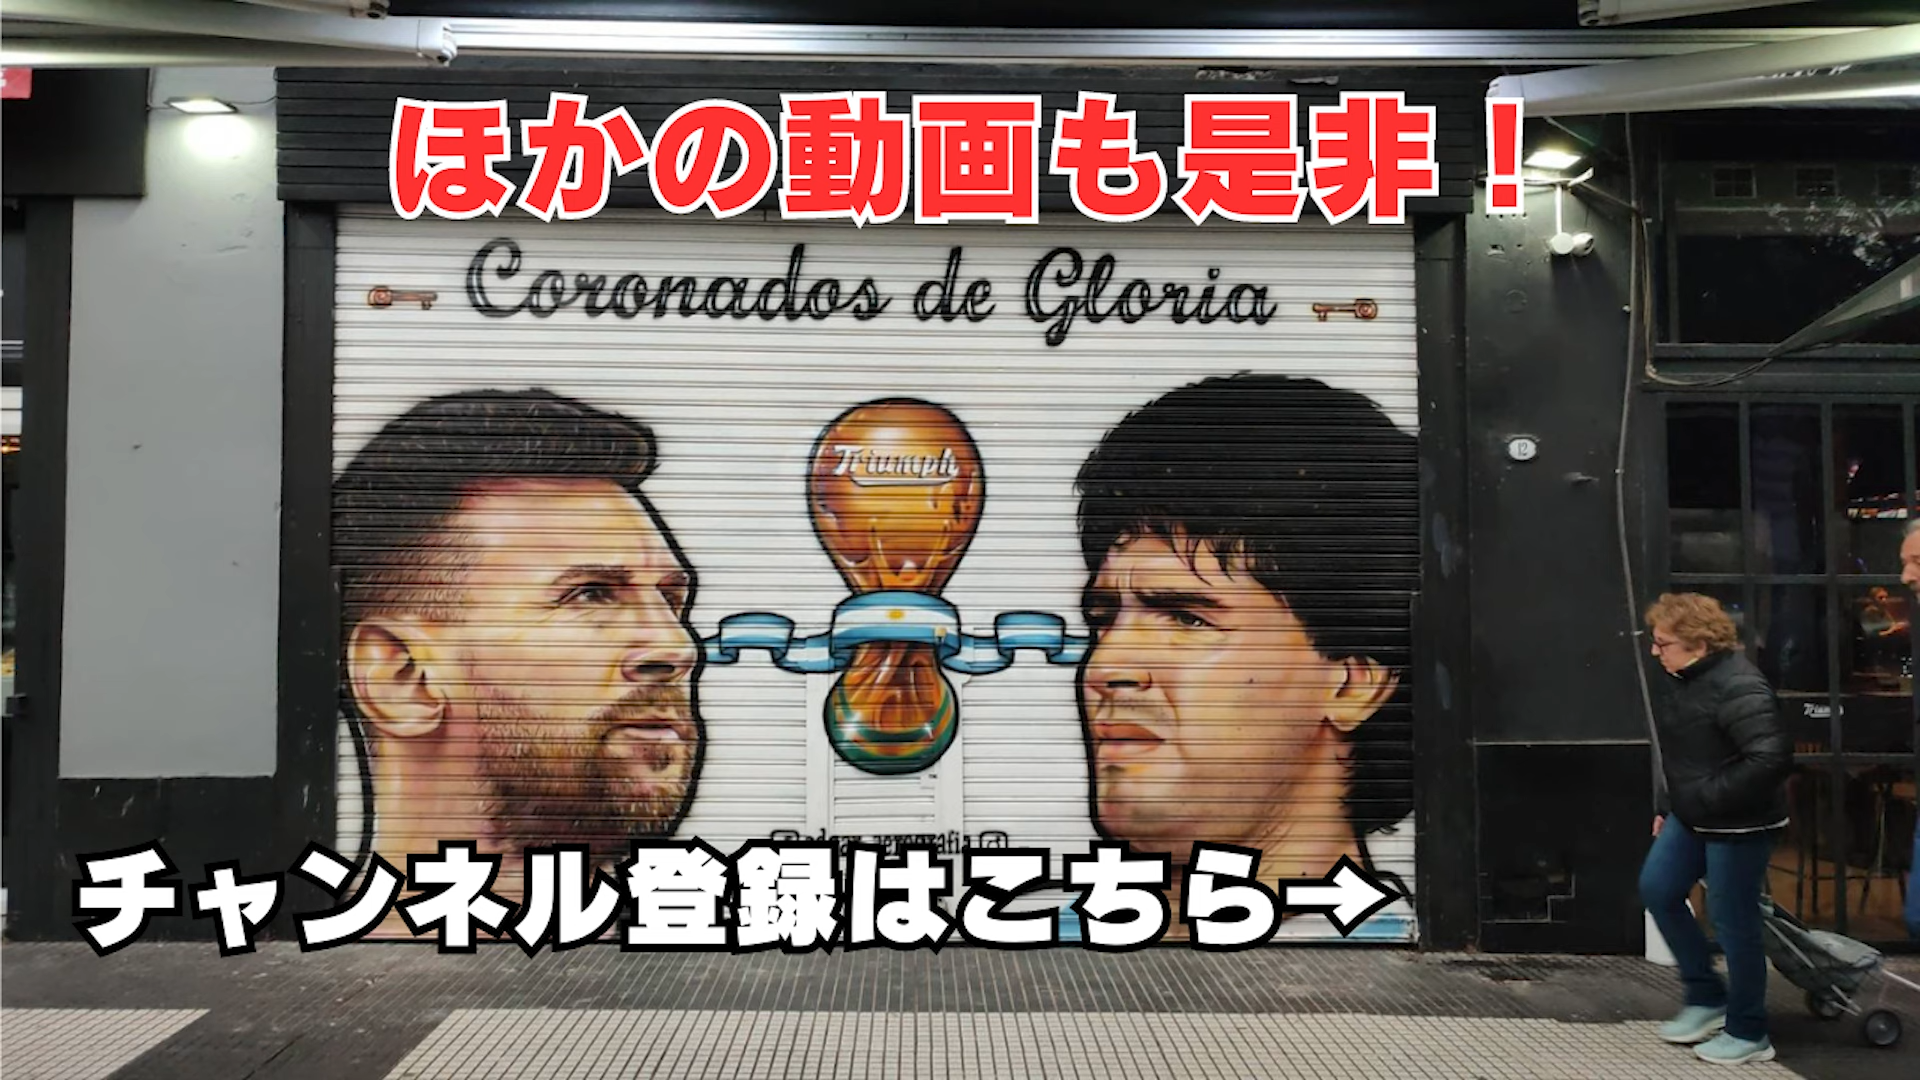 ほかの動画も是非！
Coronados de Gloria
Triumph
12
チャンネル登録はこちら→